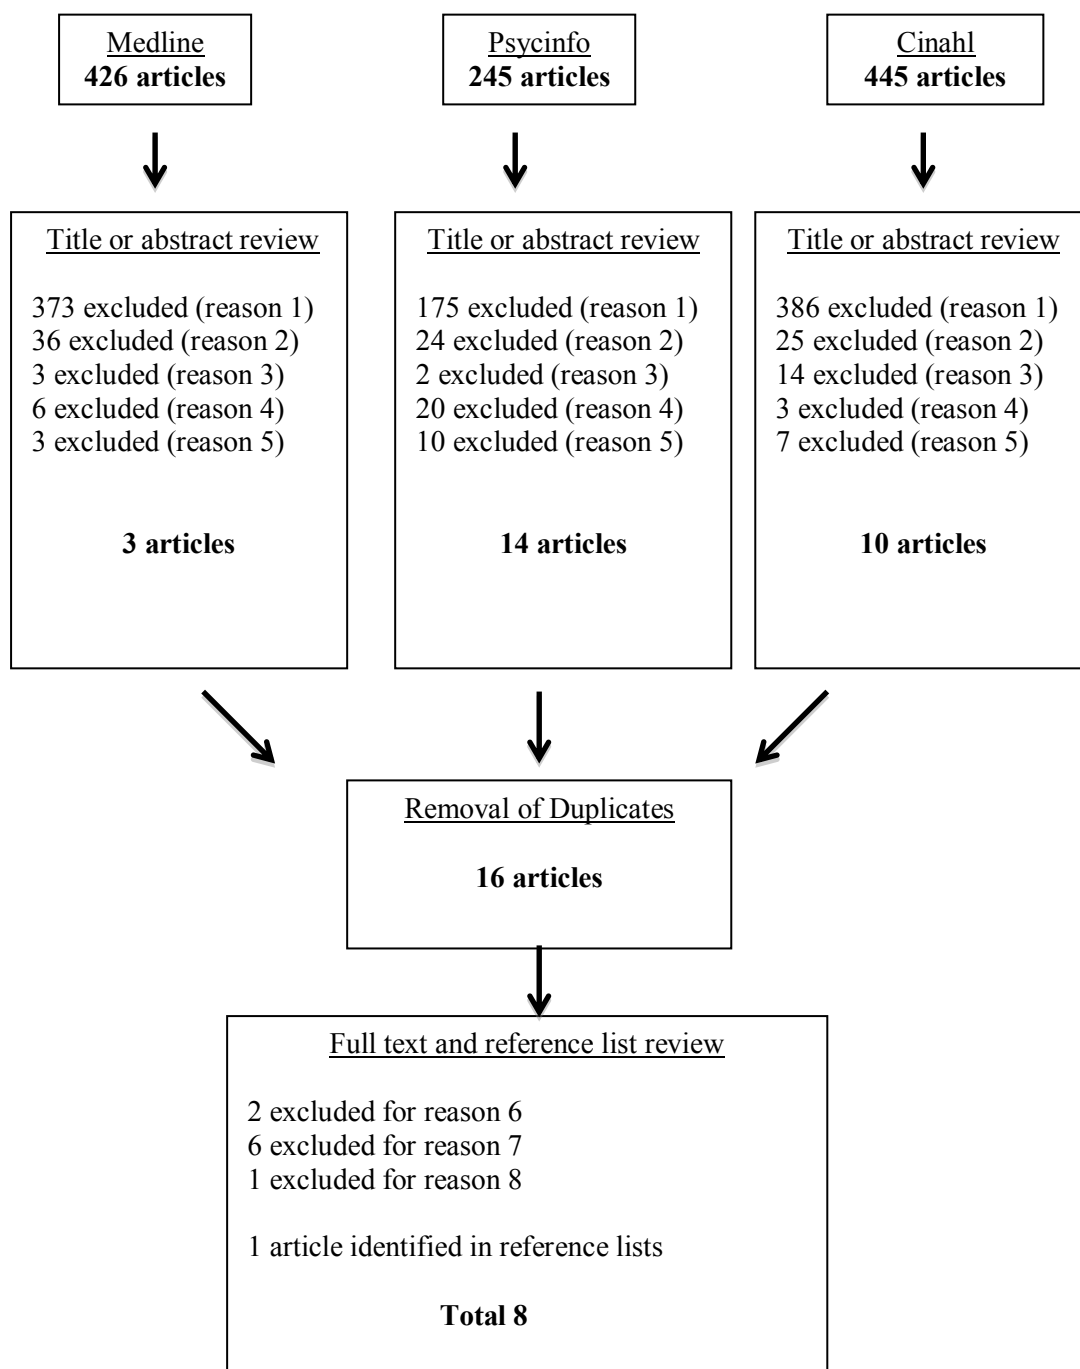 Medline
426 articles
Psycinfo
245 articles
Cinahl
445 articles
Title or abstract review
373 excluded (reason 1)
36 excluded (reason 2)
3 excluded (reason 3)
6 excluded (reason 4)
3 excluded (reason 5)
3 articles
Title or abstract review
175 excluded (reason 1)
24 excluded (reason 2)
2 excluded (reason 3)
20 excluded (reason 4)
10 excluded (reason 5)
14 articles
Title or abstract review
386 excluded (reason 1)
25 excluded (reason 2)
14 excluded (reason 3)
3 excluded (reason 4)
7 excluded (reason 5)
10 articles
Removal of Duplicates
16 articles
Full text and reference list review
2 excluded for reason 6
6 excluded for reason 7
1 excluded for reason 8
1 article identified in reference lists
Total 8